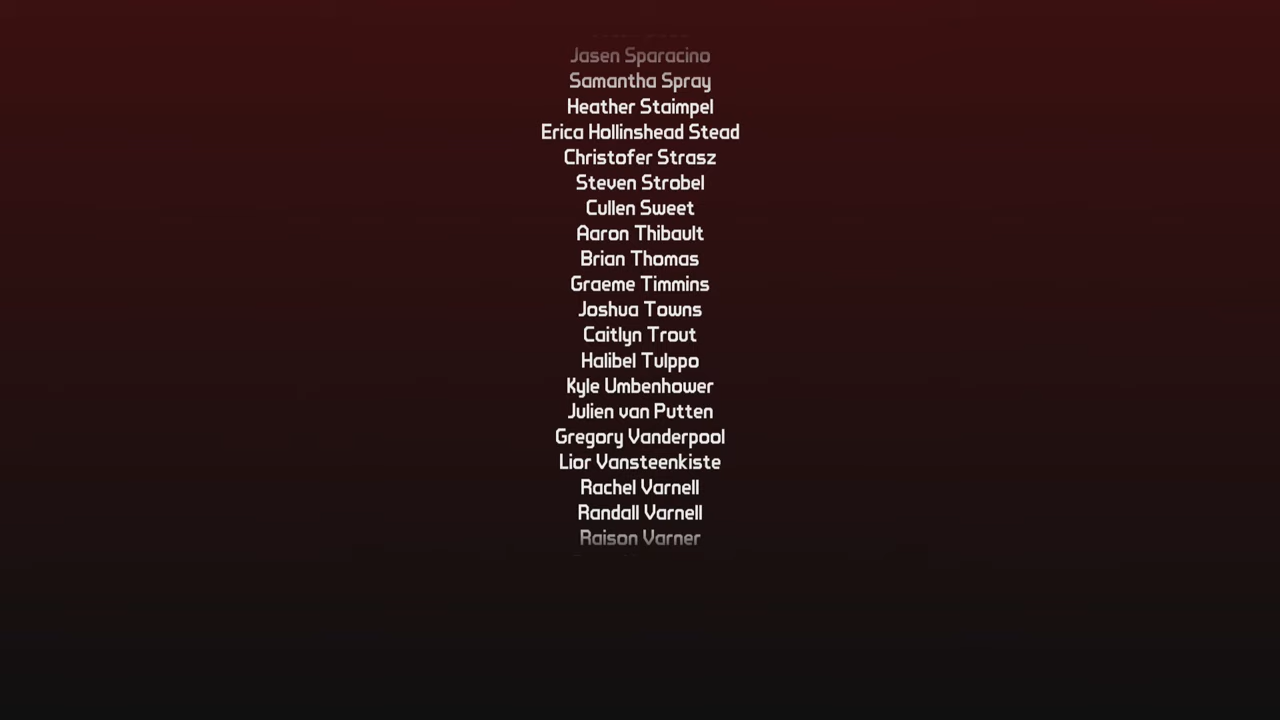 Jasen Sparacino
Samantha Spray
Heather Staimpel
Erica Hollinshead Stead
Christofer Strasz
Steven Strobel
Cullen Sweet
Aaron Thibault
Brian Thomas
Graeme Timmins
Joshua Towns
Caitlyn Trout
Halibel Tulppo
Kyle Umbenhower
Julien van Putten
Gregory Vanderpool
Lior Vansteenkiste
Rachel Varnell
Randall Varnell
Raison Varner